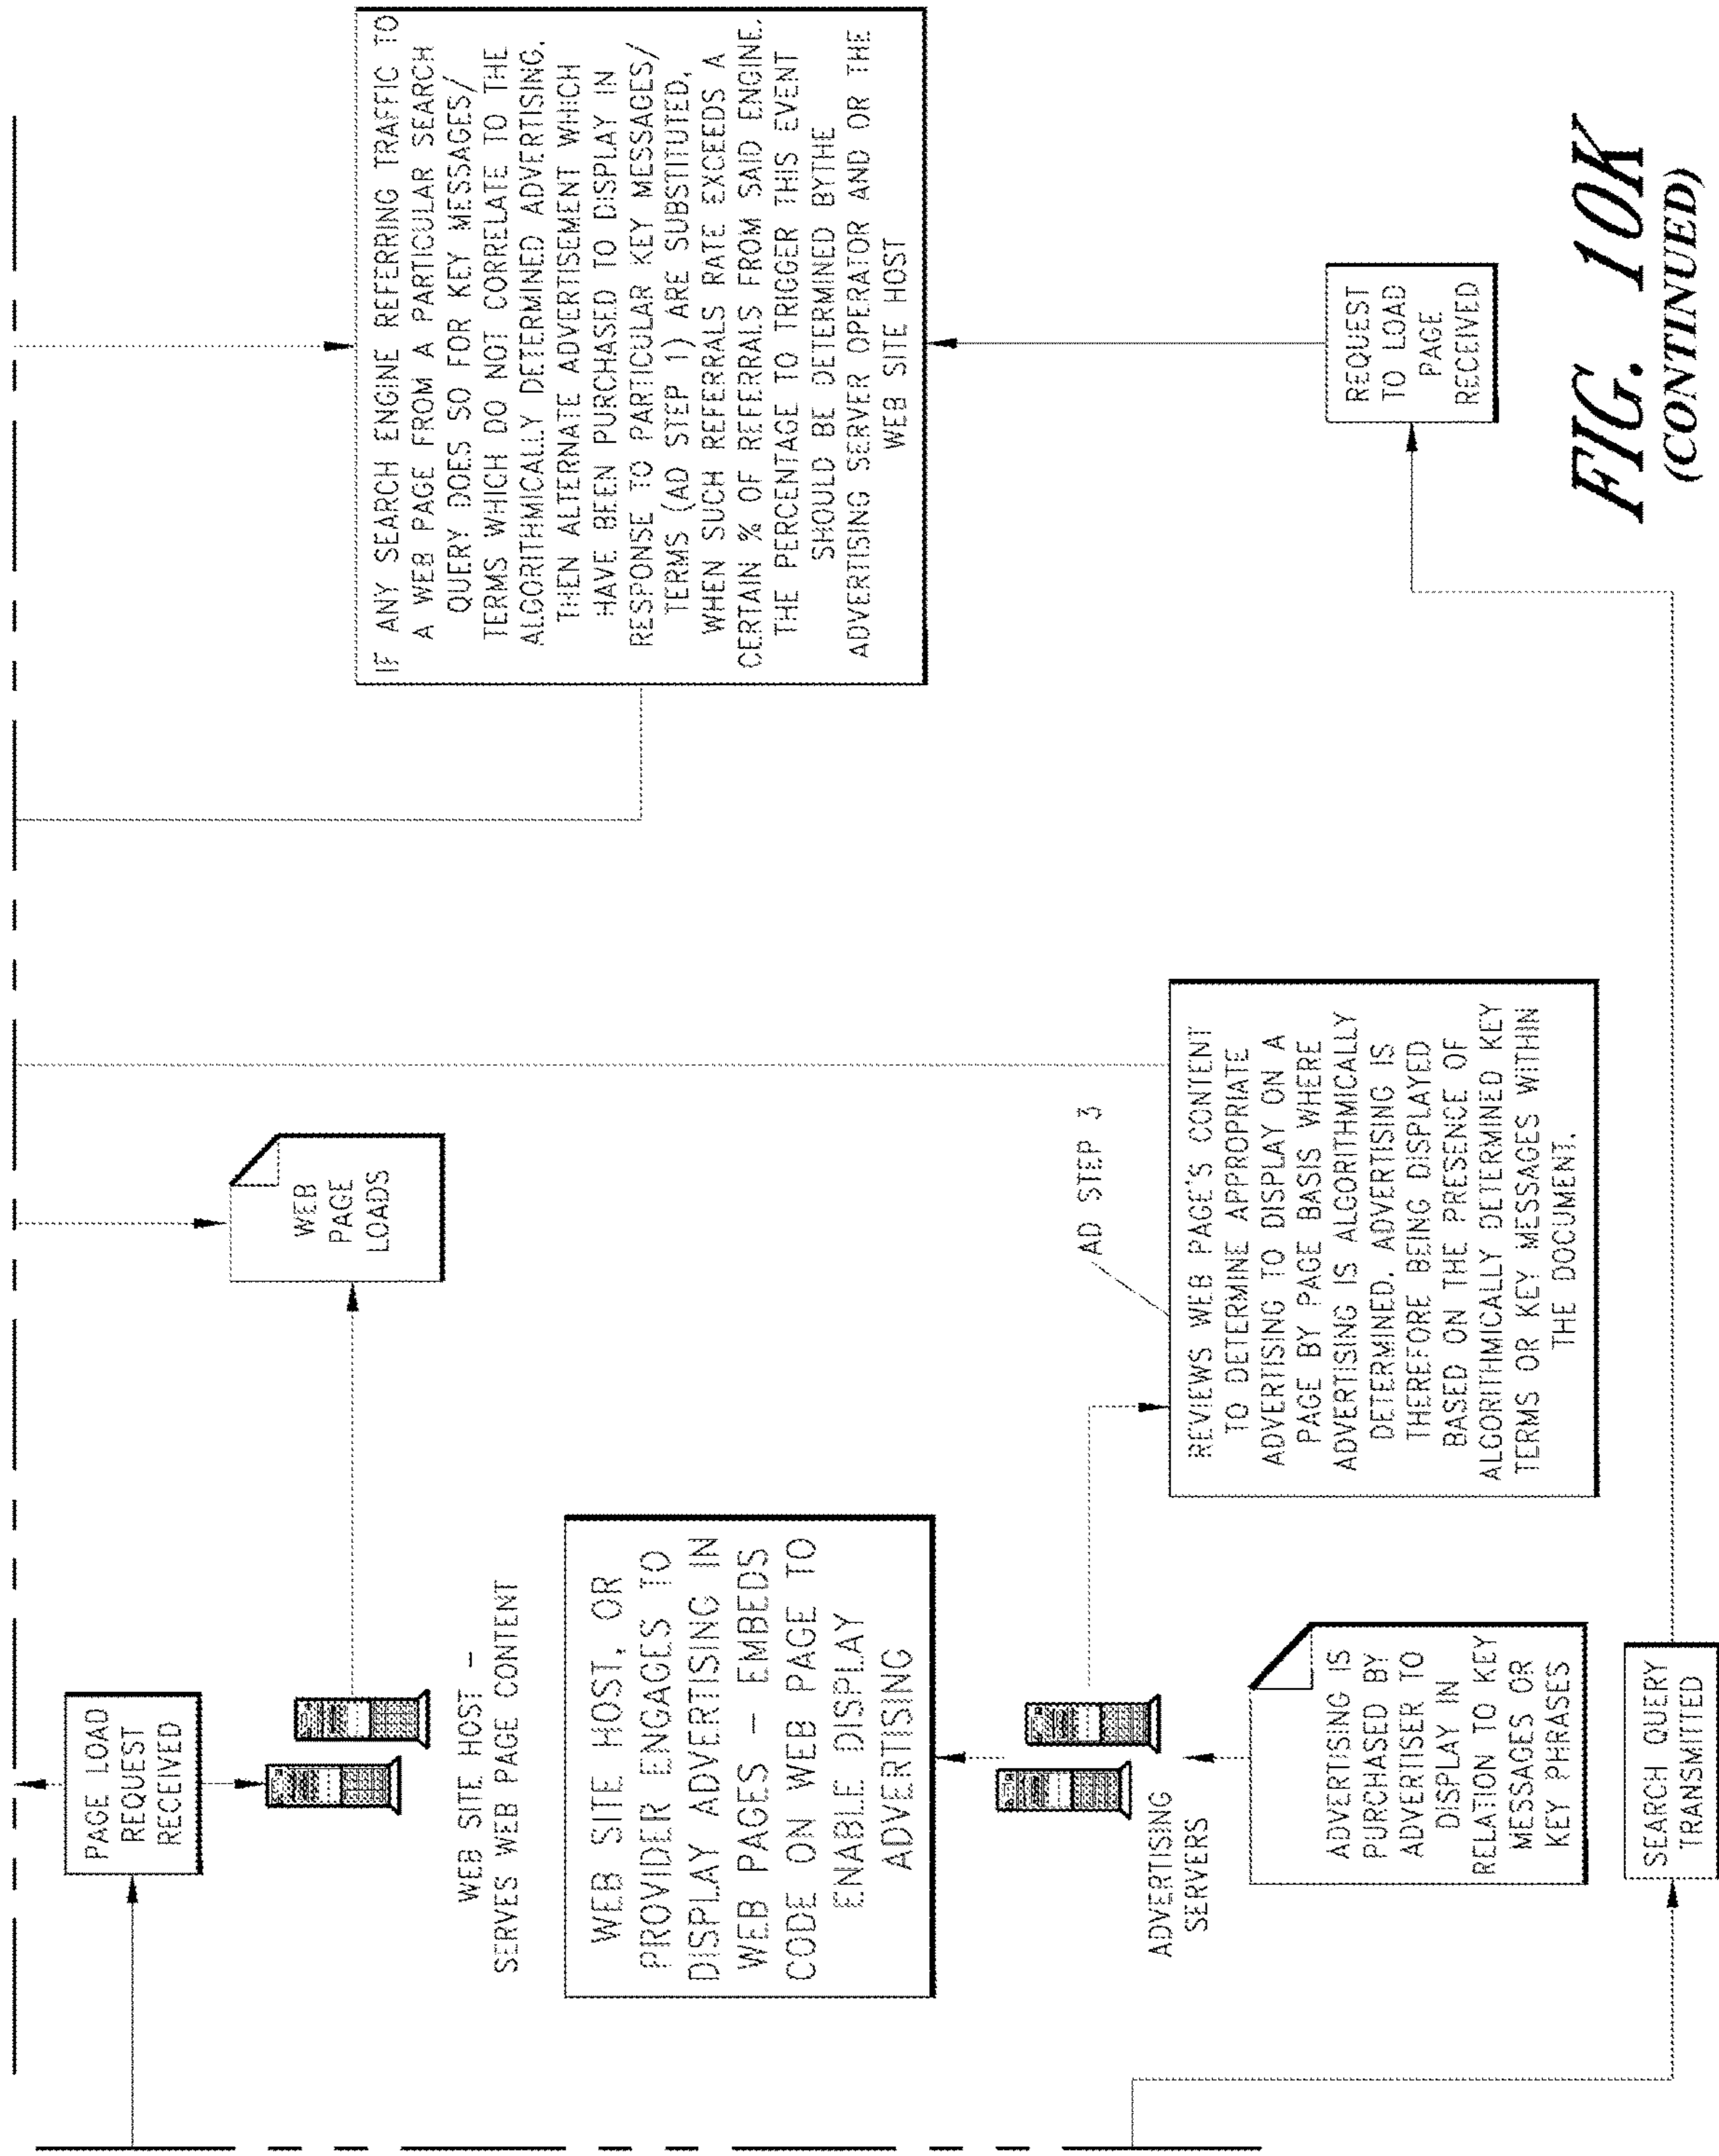 PAGE LOAD
REQUEST
RECEIVED
WEB SITE HOST -
SERVES WEB PAGE CONTENT
WEB
PAGE
LOADS
IF ANY SEARCH ENGINE REFERRING TRAFFIC TO
A WEB PAGE FROM A PARTICULAR SEARCH
QUERY DOES SO FOR KEY MESSAGES/
TERMS WHICH DO NOT CORRELATE TO THE
ALGORITHMICALLY DETERMINED ADVERTISING,
THEN ALTERNATE ADVERTISEMENT WHICH
HAVE BEEN PURCHASED TO DISPLAY IN
RESPONSE TO PARTICULAR KEY MESSAGES/
TERMS (AD STEP 1) ARE SUBSTITUTED,
WHEN SUCH REFERRALS RATE EXCEEDS A
CERTAIN % OF REFERRALS FROM SAID ENGINE.
THE PERCENTAGE TO TRIGGER THIS EVENT
SHOULD BE DETERMINED BYTHE
ADVERTISING SERVER OPERATOR AND OR THE
WEB SITE HOST
WEB SITE HOST, OR
PROVIDER ENGAGES TO
DISPLAY ADVERTISING IN
WEB PAGES - EMBEDS
CODE ON WEB PAGE TO
ENABLE DISPLAY
ADVERTISING
ADVERTISING
SERVERS
AD STEP 3
REVIEWS WEB PAGE'S CONTENT
TO DETERMINE APPROPRIATE
ADVERTISING TO DISPLAY ON A
PAGE BY PAGE BASIS WHERE
ADVERTISING IS ALGORITHMICALLY
DETERMINED. ADVERTISING IS
THEREFORE BEING DISPLAYED
BASED ON THE PRESENCE OF
ALGORITHMICALLY DETERMINED KEY
TERMS OR KEY MESSAGES WITHIN
THE DOCUMENT.
ADVERTISING IS
PURCHASED BY
ADVERTISER TO
DISPLAY IN
RELATION TO KEY
MESSAGES OR
KEY PHRASES
REQUEST
TO LOAD
PAGE
RECEIVED
SEARCH QUERY
TRANSMITTED
FIG. 10K
(CONTINUED)